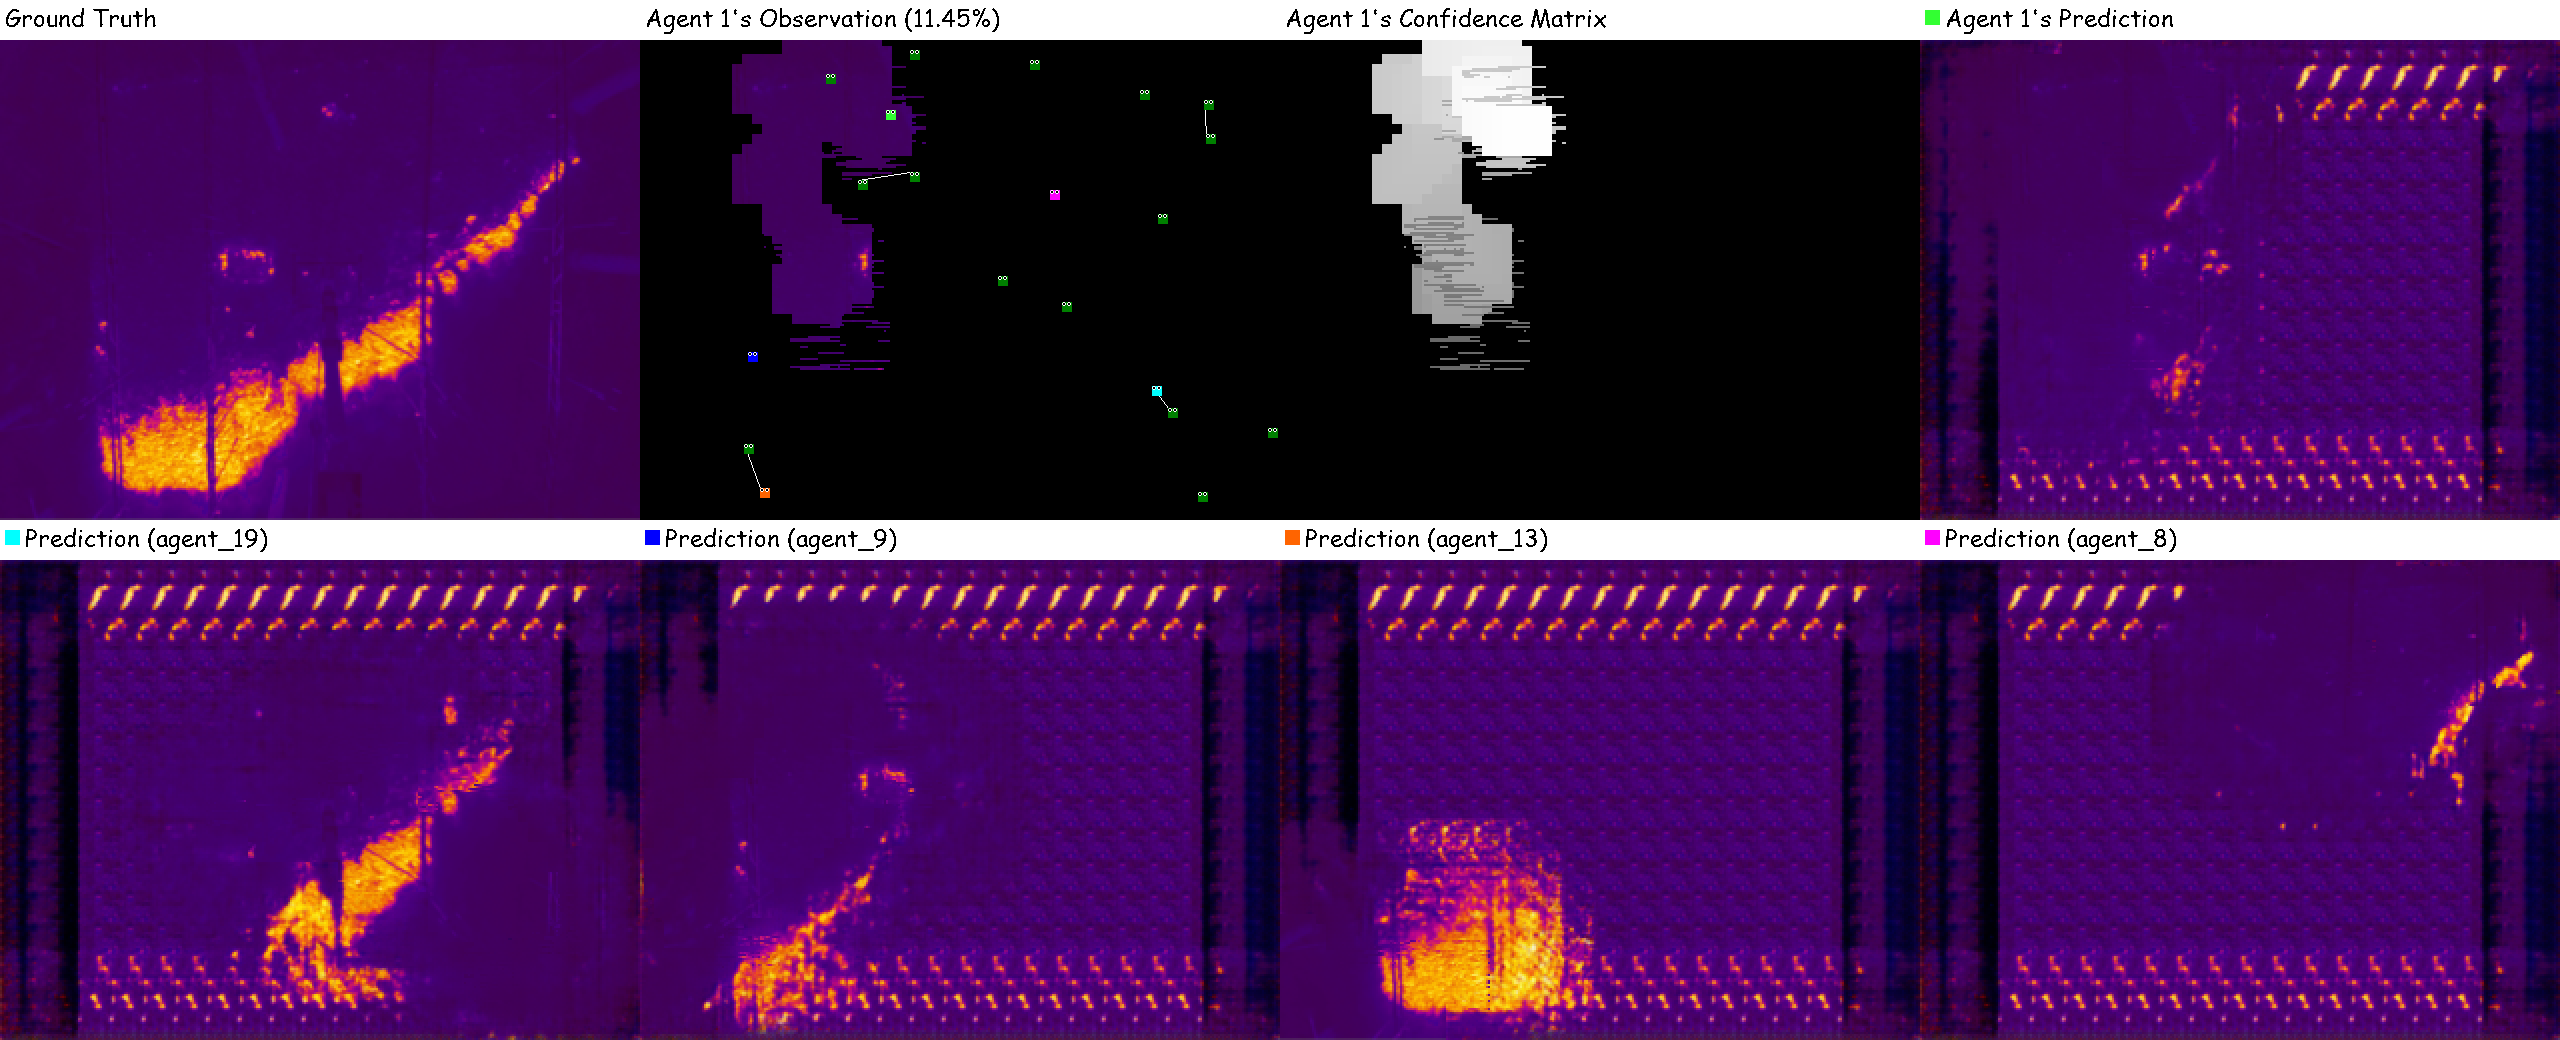 Ground Truth
Agent 1's Observation (11.45%)
Agent 1's Confidence Matrix
Agent 1's Prediction
Prediction (agent_19)
Prediction (agent_9)
Prediction (agent_13)
Prediction (agent_8)